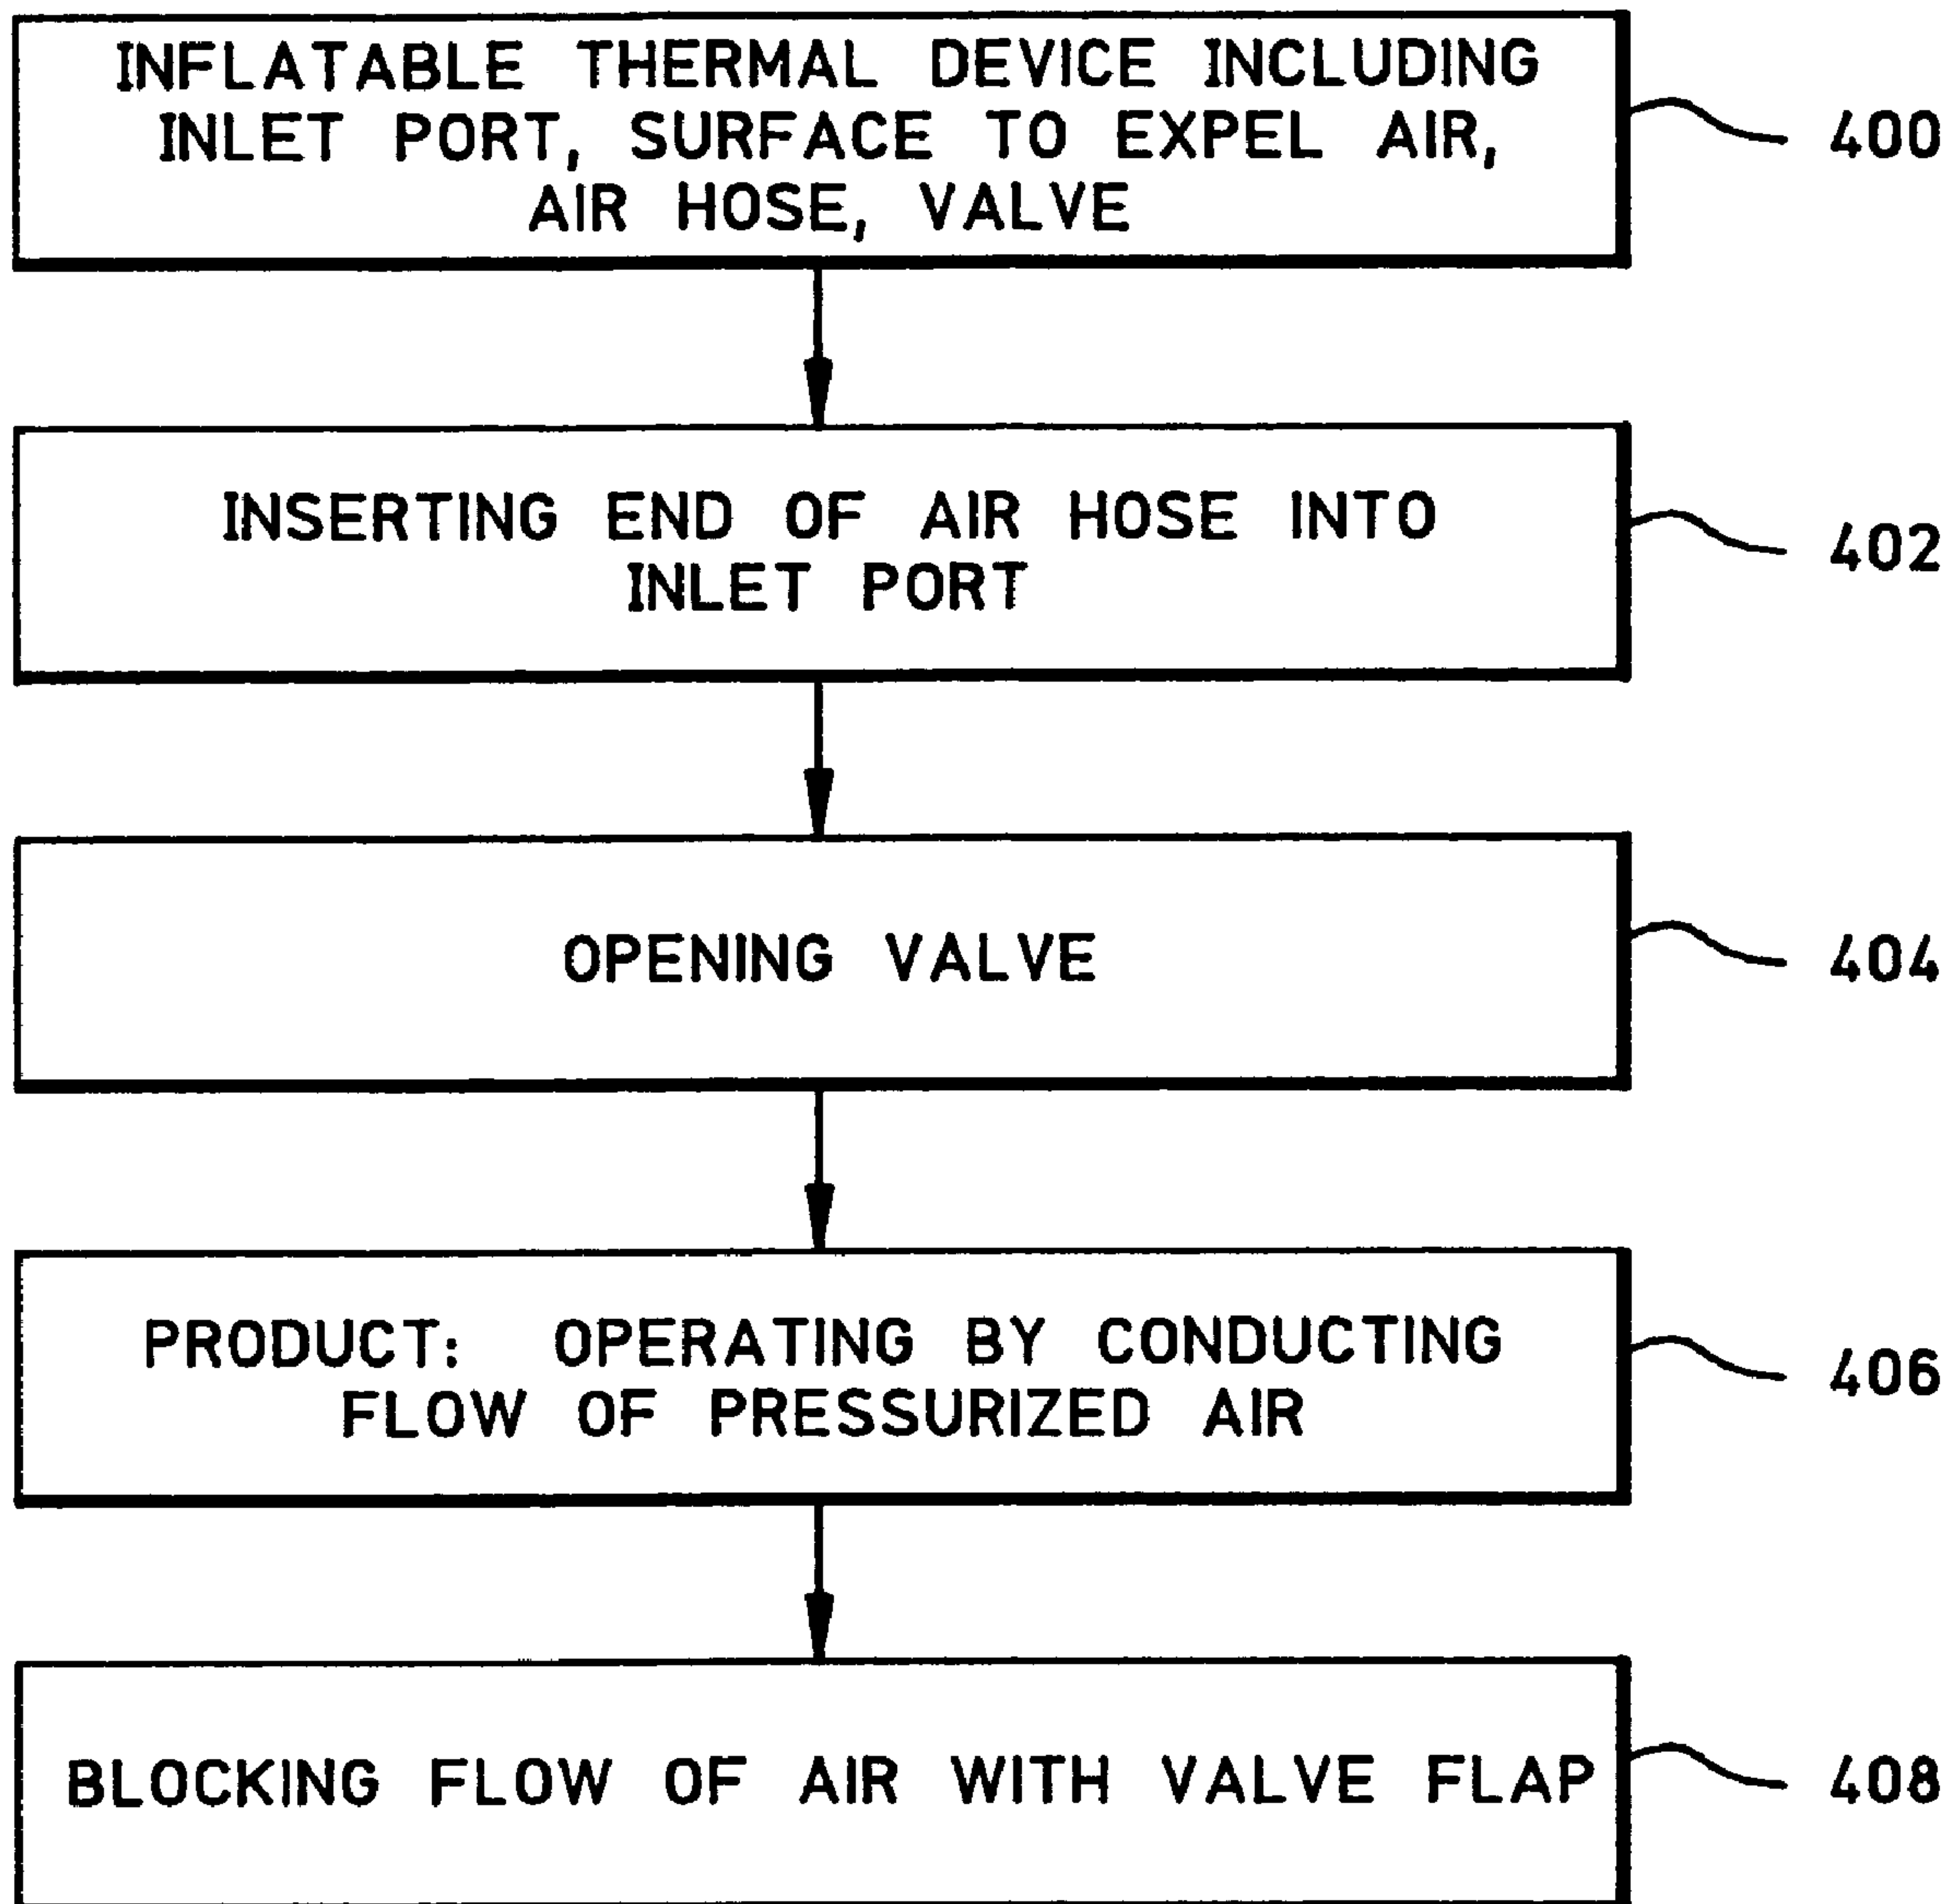 INFLATABLE THERMAL DEVICE INCLUDING
INLET PORT, SURFACE TO EXPEL AIR,
AIR HOSE, VALVE
400
INSERTING END OF AIR HOSE INTO
INLET PORT
402
OPENING VALVE
404
PRODUCT: OPERATING BY CONDUCTING
FLOW OF PRESSURIZED AIR
406
BLOCKING FLOW OF AIR WITH VALVE FLAP
408